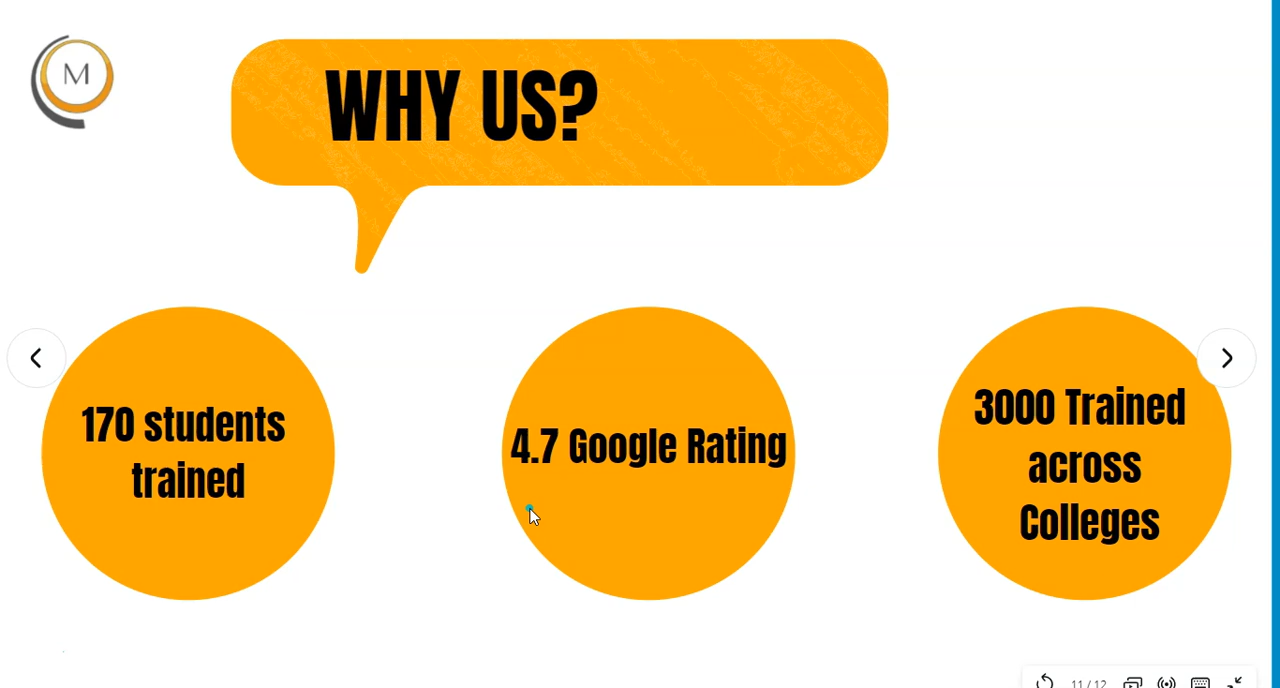 M
WHY US?
170 students
trained
4.7 Google Rating
3000 Trained
across
Colleges
11 / 12